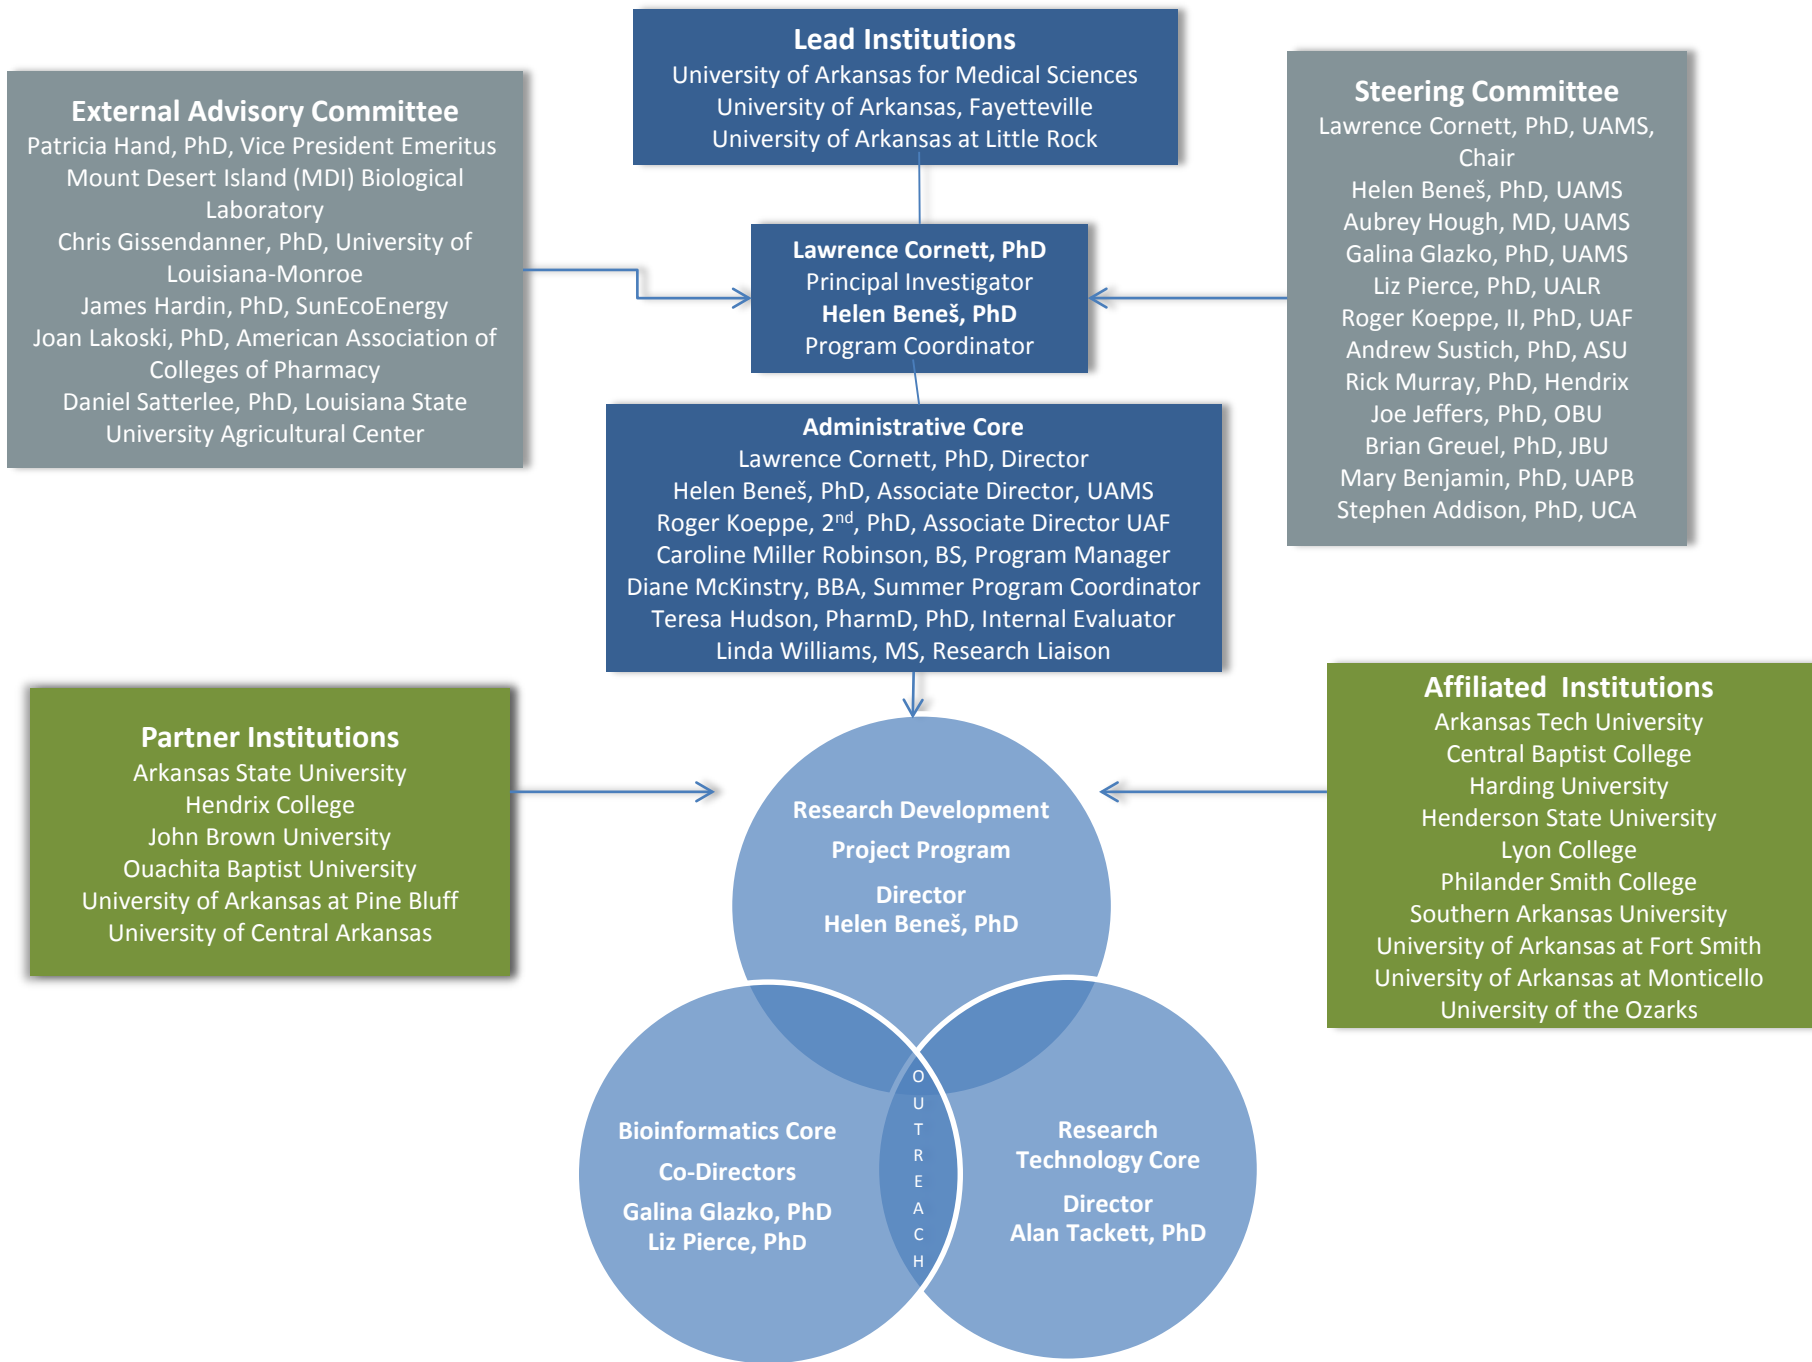 Lead Institutions
University of Arkansas for Medical Sciences
University of Arkansas, Fayetteville
University of Arkansas at Little Rock
External Advisory Committee
Patricia Hand, PhD, Vice President Emeritus
Mount Desert Island (MDI) Biological
Laboratory
Chris Gissendanner, PhD, University of
Louisiana-Monroe
James Hardin, PhD, SunEcoEnergy
Joan Lakoski, PhD, American Association of
Colleges of Pharmacy
Daniel Satterlee, PhD, Louisiana State
University Agricultural Center
Steering Committee
Lawrence Cornett, PhD, UAMS,
Chair
Helen Beneš, PhD, UAMS
Aubrey Hough, MD, UAMS
Galina Glazko, PhD, UAMS
Liz Pierce, PhD, UALR
Roger Koeppe, II, PhD, UAF
Andrew Sustich, PhD, ASU
Rick Murray, PhD, Hendrix
Joe Jeffers, PhD, OBU
Brian Greuel, PhD, JBU
Mary Benjamin, PhD, UAPB
Stephen Addison, PhD, UCA
Lawrence Cornett, PhD
Principal Investigator
Helen Beneš, PhD
Program Coordinator
Administrative Core
Lawrence Cornett, PhD, Director
Helen Beneš, PhD, Associate Director, UAMS
Roger Koeppe, 2nd, PhD, Associate Director UAF
Caroline Miller Robinson, BS, Program Manager
Diane McKinstry, BBA, Summer Program Coordinator
Teresa Hudson, PharmD, PhD, Internal Evaluator
Linda Williams, MS, Research Liaison
Partner Institutions
Arkansas State University
Hendrix College
John Brown University
Ouachita Baptist University
University of Arkansas at Pine Bluff
University of Central Arkansas
Affiliated Institutions
Arkansas Tech University
Central Baptist College
Harding University
Henderson State University
Lyon College
Philander Smith College
Southern Arkansas University
University of Arkansas at Fort Smith
University of Arkansas at Monticello
University of the Ozarks
Research Development
Project Program
Director
Helen Beneš, PhD
Bioinformatics Core
Co-Directors
Galina Glazko, PhD
Liz Pierce, PhD
OUTREACH
Research
Technology Core
Director
Alan Tackett, PhD